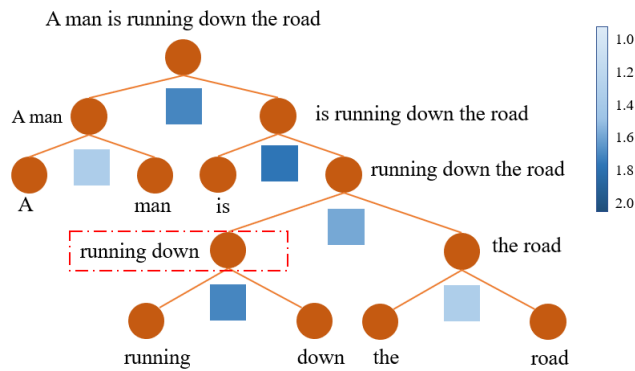 A man is running down the road
1.0
1.2
1.4
1.6
1.8
2.0
A man
is running down the road
A
man
is
running down the road
running down
the road
running
down
the
road